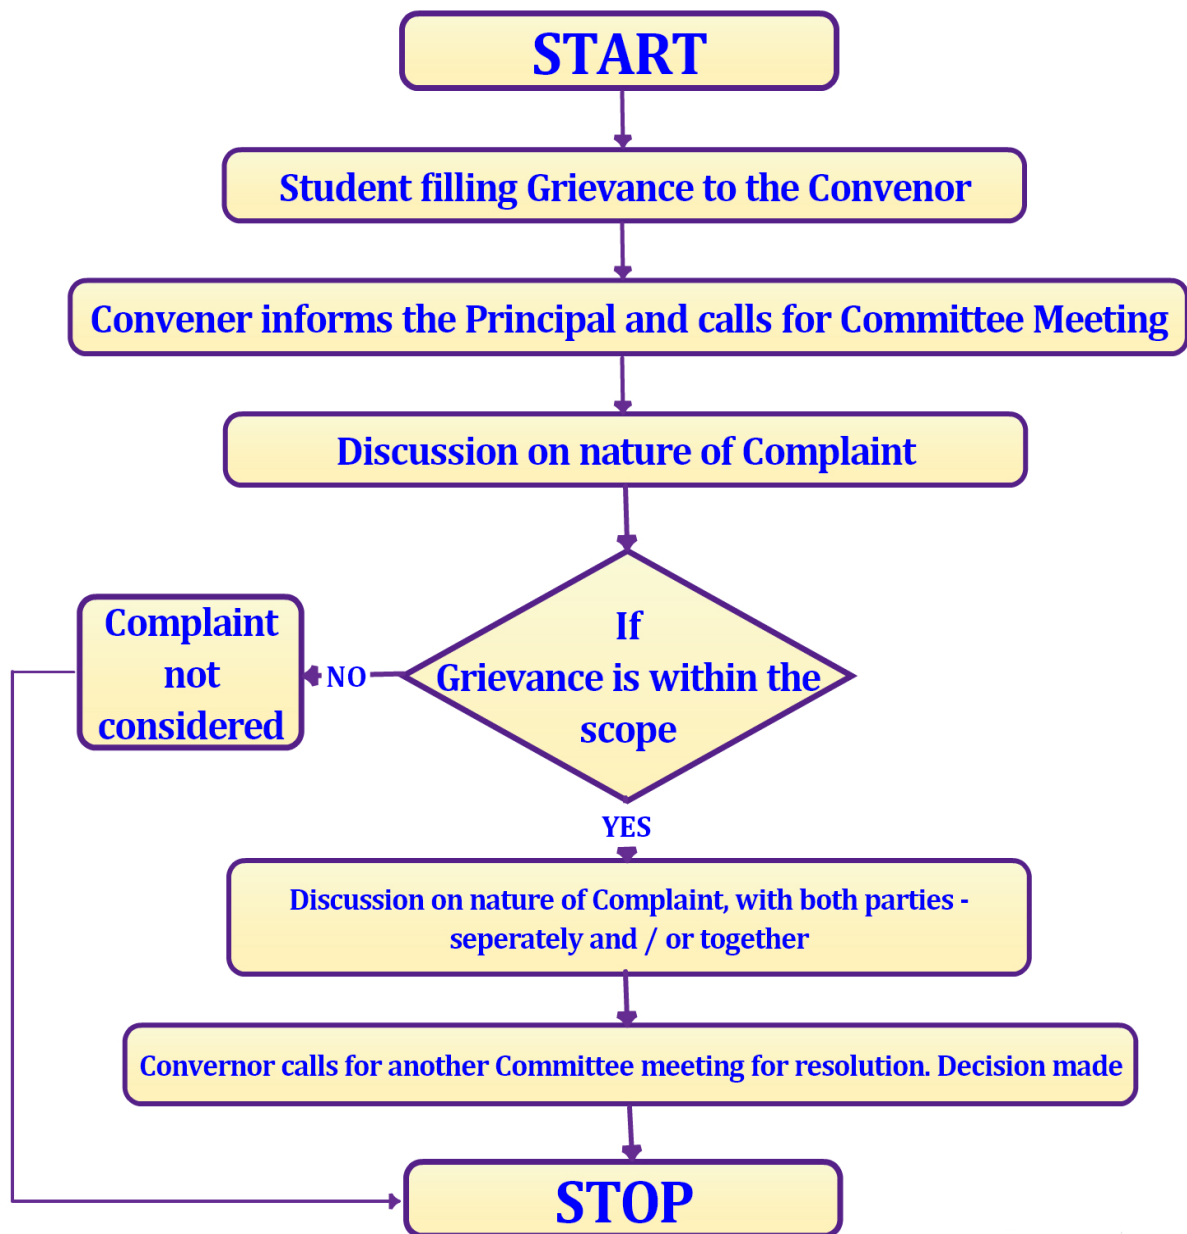 START
Student filling Grievance to the Convenor
Convener informs the Principal and calls for Committee Meeting
Discussion on nature of Complaint
If
Grievance is within the
scope
NO
Complaint
not
considered
YES
Discussion on nature of Complaint, with both parties -
seperately and / or together
Convernor calls for another Committee meeting for resolution. Decision made
STOP